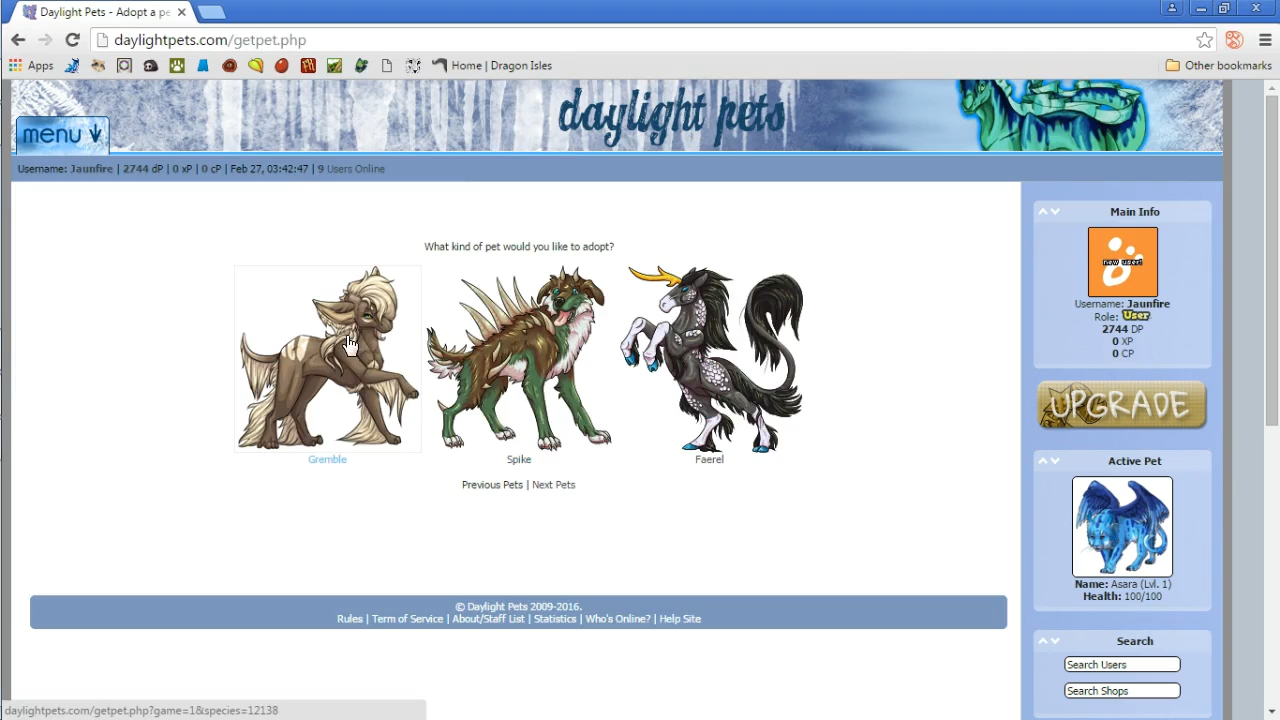 Daylight Pets - Adopt a pe
daylightpets.com/getpet.php
Apps
Home | Dragon Isles
Other bookmarks
menu
daylight pets
Username: Jaunfire | 2744 dP | 0 xP | 0 cP | Feb 27, 03:42:47 | 9 Users Online
What kind of pet would you like to adopt?
Gremble
Spike
Faerel
Previous Pets | Next Pets
© Daylight Pets 2009-2016.
Rules | Term of Service | About/Staff List | Statistics | Who's Online? | Help Site
Main Info
new user!
Username: Jaunfire
Role: User
2744 DP
0 XP
0 CP
UPGRADE
Active Pet
Name: Asara (Lvl. 1)
Health: 100/100
Search
Search Users
Search Shops
daylightpets.com/getpet.php?game=1&species=12138